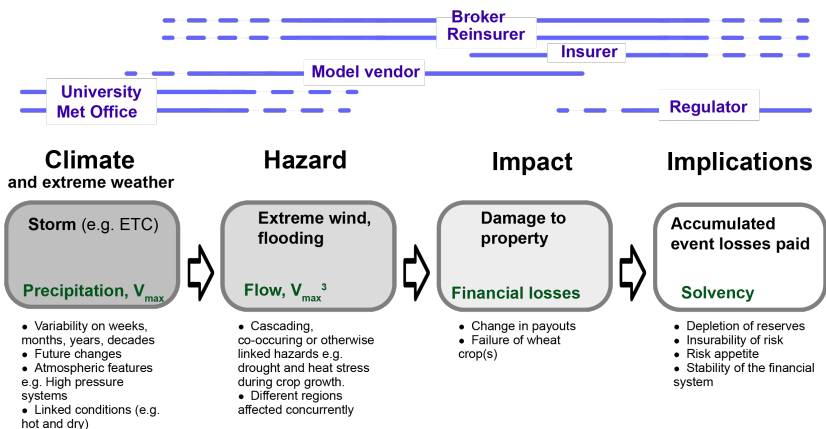 Broker
Reinsurer
Insurer
Model vendor
University
Met Office
Regulator
Climate
and extreme weather
Hazard
Impact
Implications
Storm (e.g. ETC)
Precipitation, Vmax
Extreme wind,
flooding
Flow, Vmax³
Damage to
property
Financial losses
Accumulated
event losses paid
Solvency
● Variability on weeks,
months, years, decades
● Future changes
● Atmospheric features
e.g. High pressure
systems
● Linked conditions (e.g.
hot and dry)
● Cascading,
co-occuring or otherwise
linked hazards e.g.
drought and heat stress
during crop growth.
● Different regions
affected concurrently
● Change in payouts
● Failure of wheat
crop(s)
● Depletion of reserves
● Insurability of risk
● Risk appetite
● Stability of the financial
system